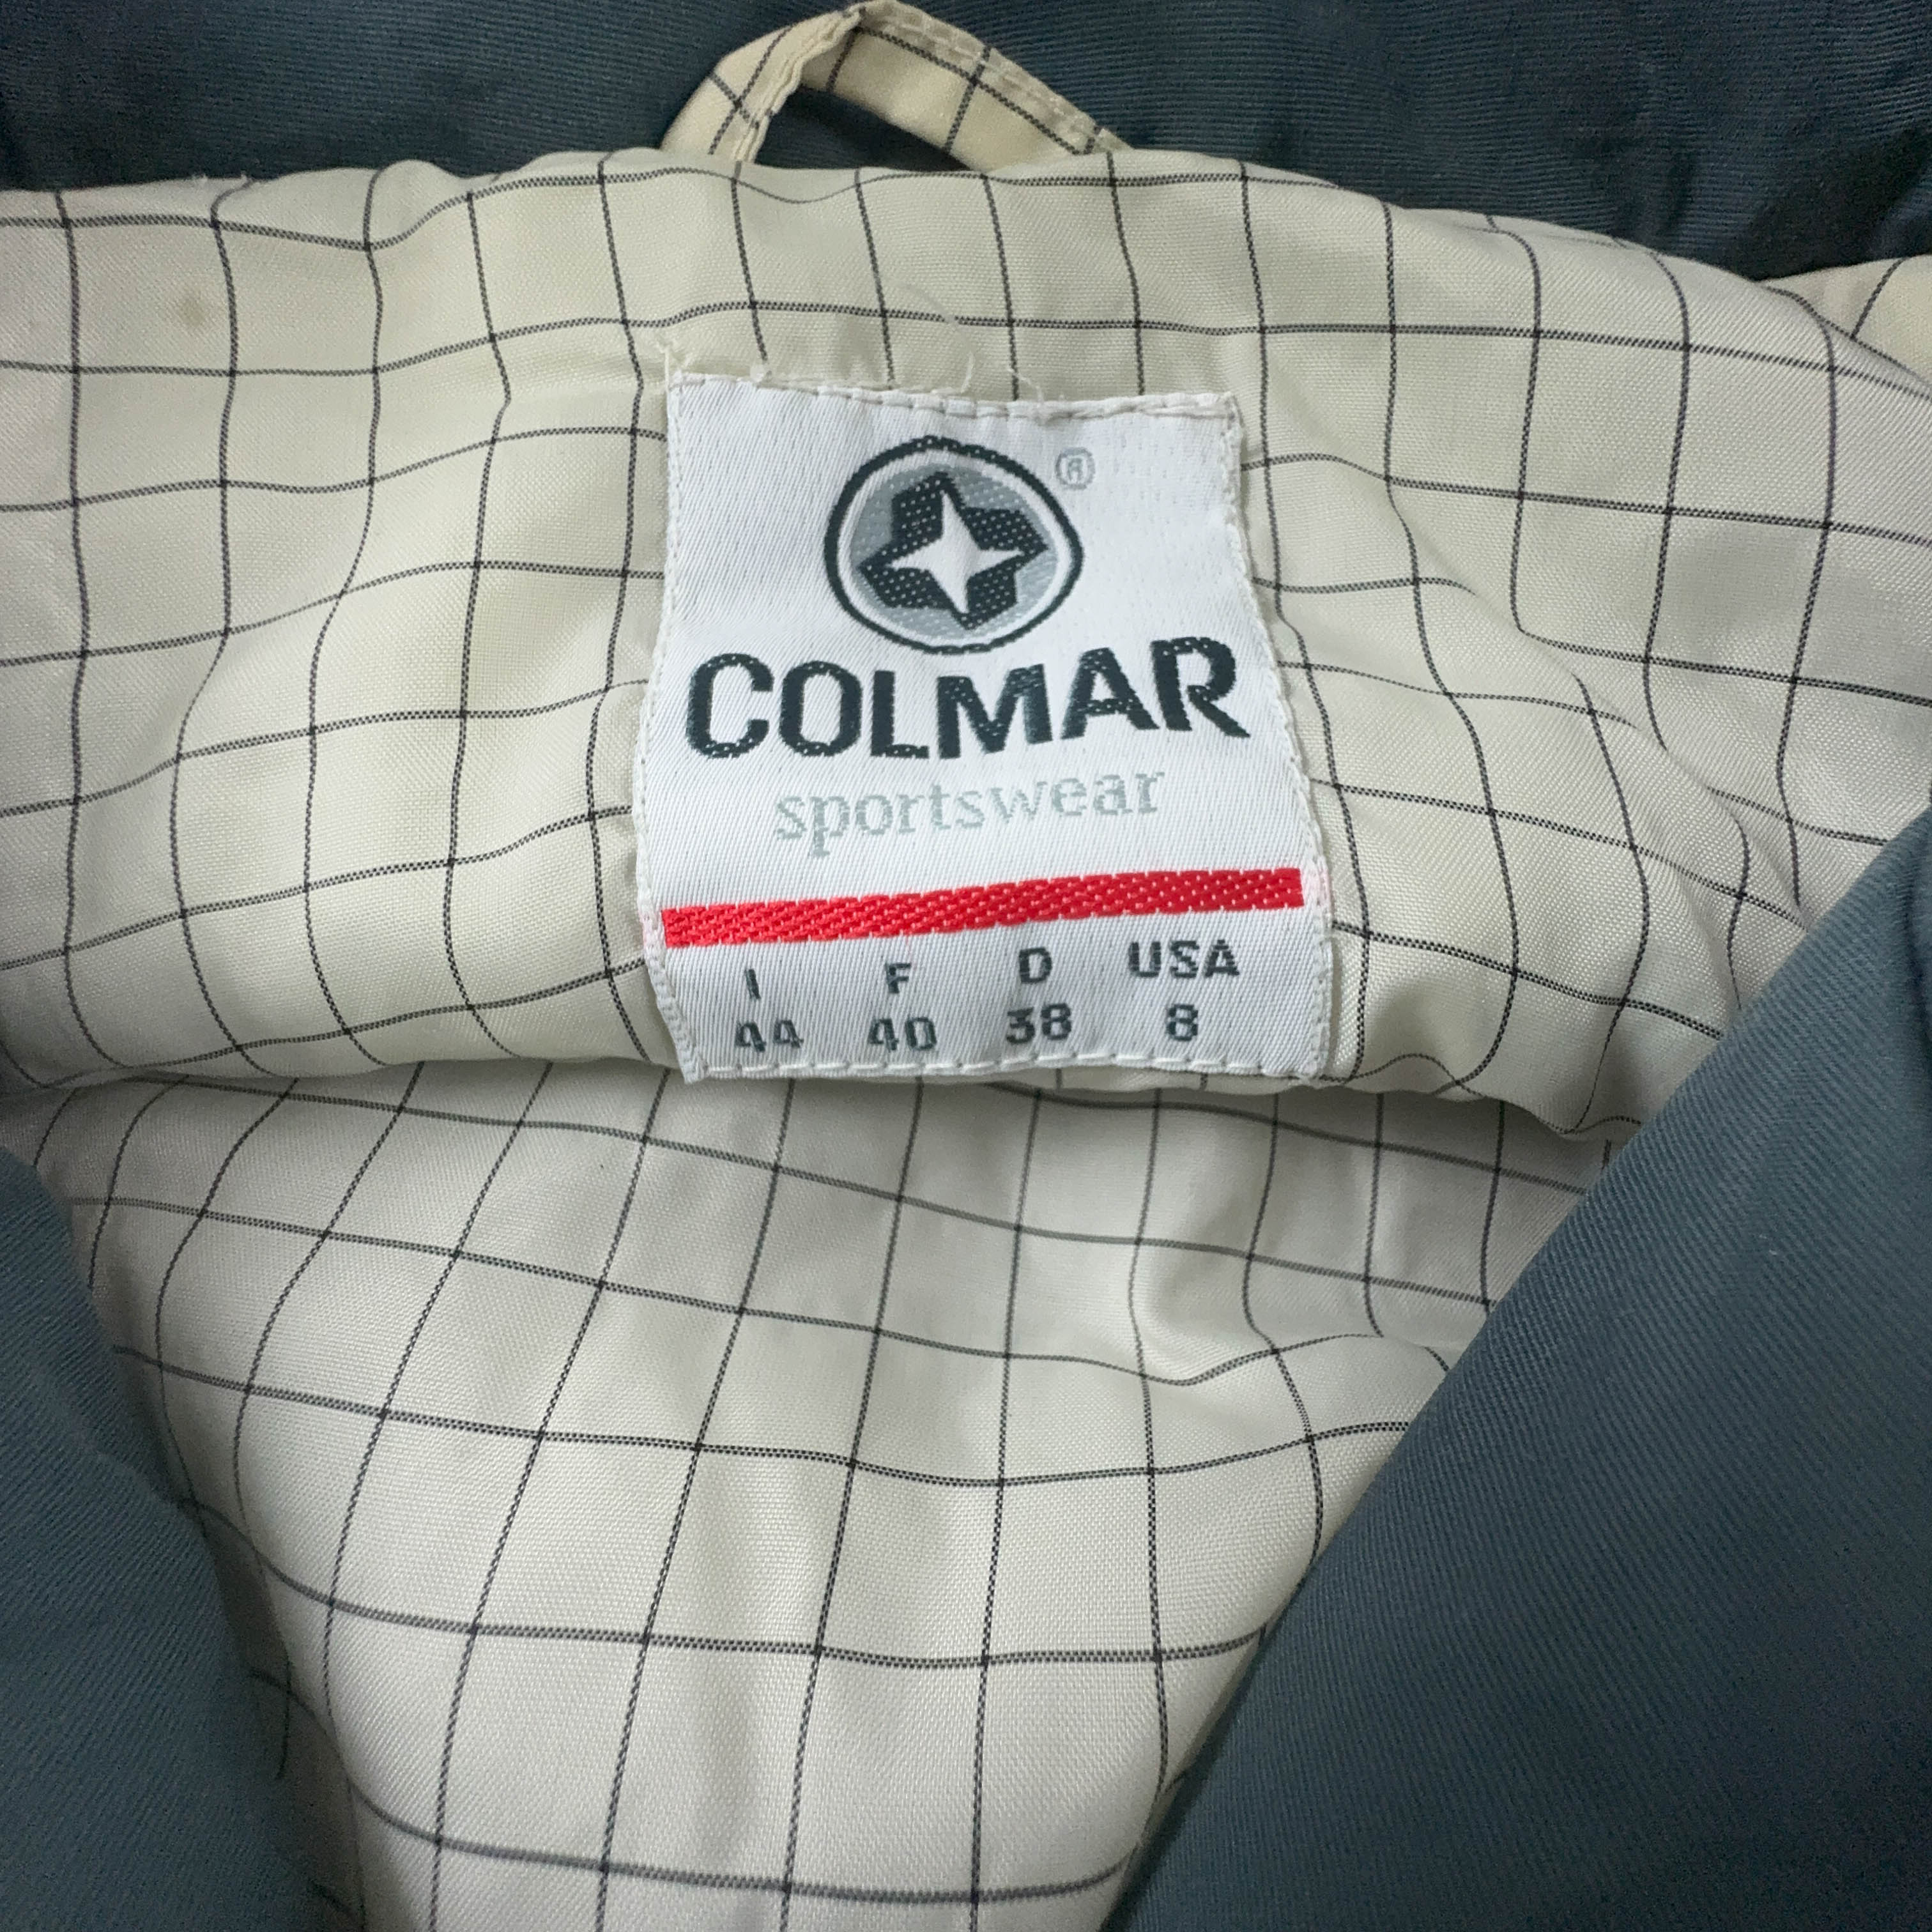 ®
COLMAR
sportswear
I F D USA
44 40 38 8